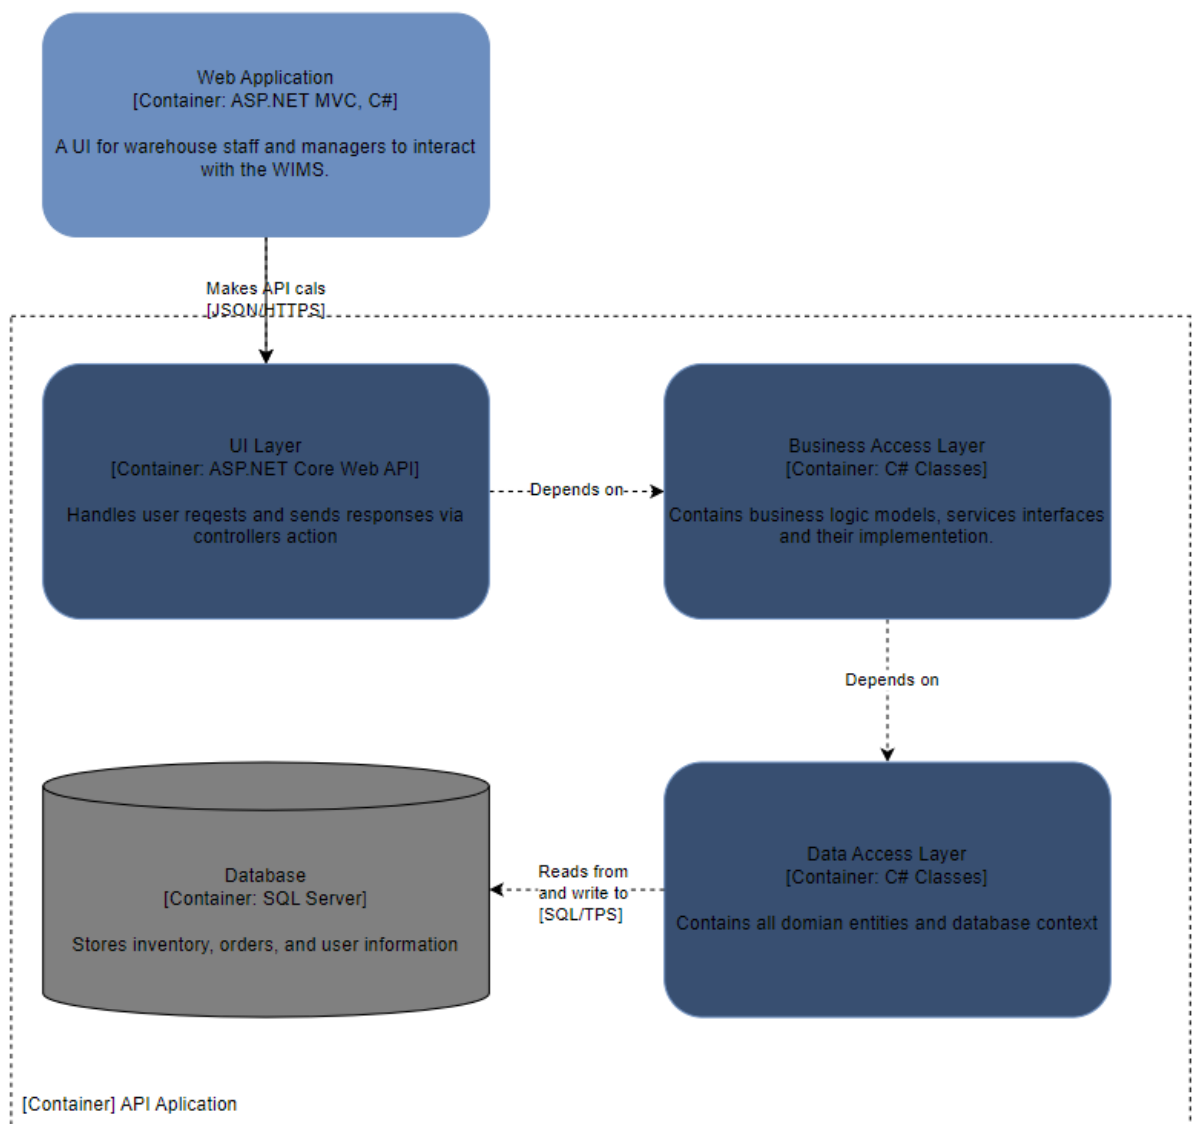 Web Application
[Container: ASP.NET MVC, C#]
A UI for warehouse staff and managers to interact
with the WIMS.
Makes API cals
[JSON/HTTPS]
UI Layer
[Container: ASP.NET Core Web API]
Handles user reqests and sends responses via
controllers action
Depends on
Business Access Layer
[Container: C# Classes]
Contains business logic models, services interfaces
and their implementetion.
Depends on
Database
[Container: SQL Server]
Stores inventory, orders, and user information
Reads from
and write to
[SQL/TPS]
Data Access Layer
[Container: C# Classes]
Contains all domian entities and database context
[Container] API Aplication